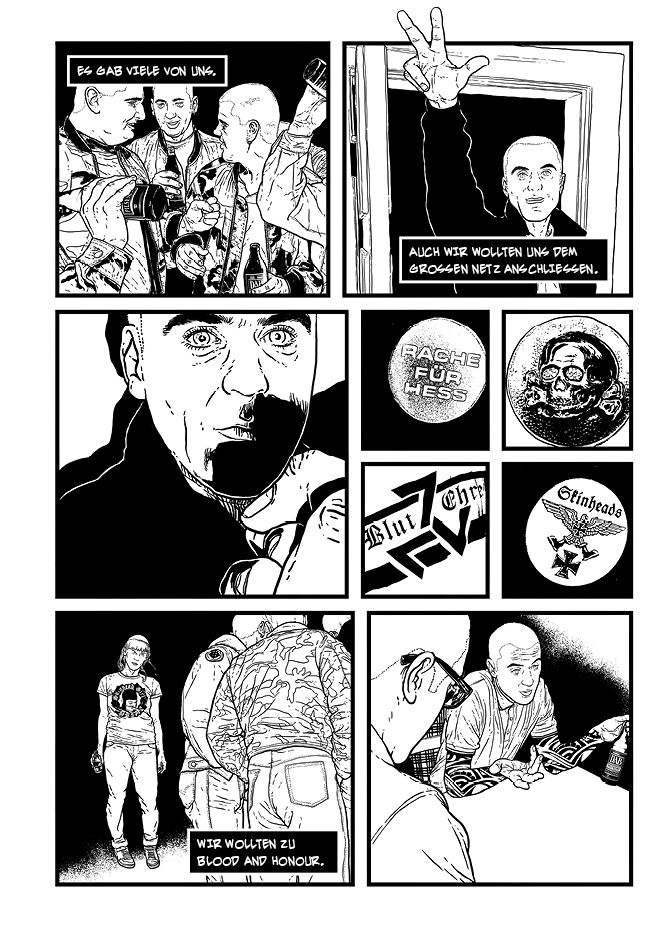 ES GAB VIELE VON UNS.
AUCH WIR WOLLTEN UNS DEM
GROSSEN NETZ ANSCHLIESSEN.
RACHE
FÜR
HESS
Blut
Ehre
Skinheads
WIR WOLLTEN ZU
BLOOD AND HONOUR.